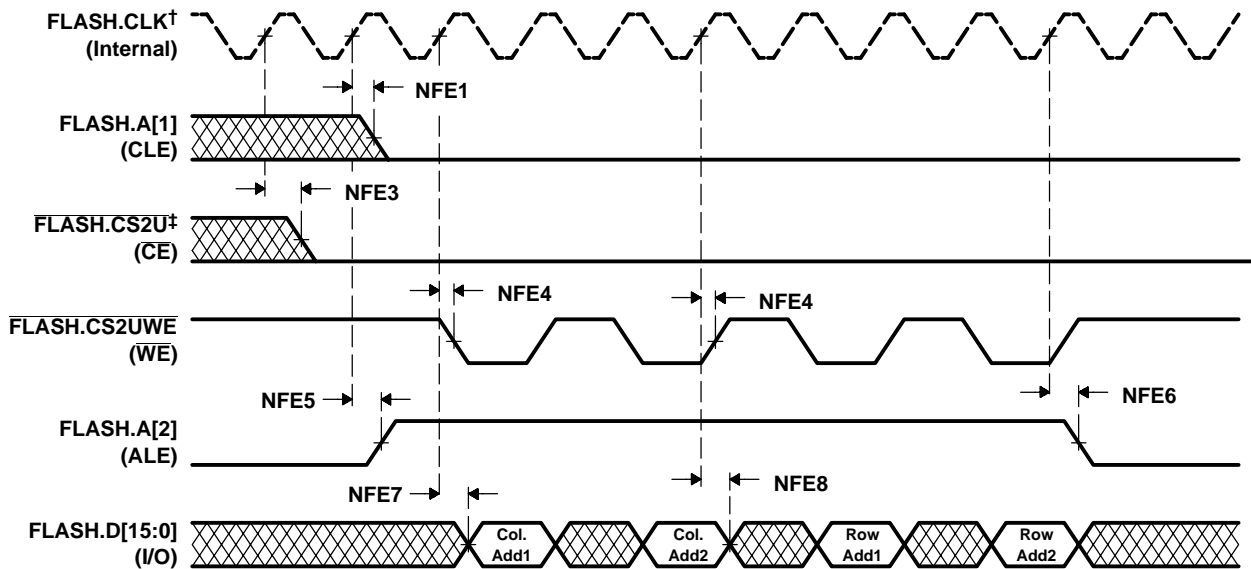 FLASH.CLK†
(Internal)
NFE1
FLASH.A[1]
(CLE)
NFE3
FLASH.CS2U‡
(CE)
NFE4
NFE4
FLASH.CS2UWE
(WE)
NFE5
NFE6
FLASH.A[2]
(ALE)
NFE7
NFE8
FLASH.D[15:0]
(I/O)
Col.
Add1
Col.
Add2
Row
Add1
Row
Add2